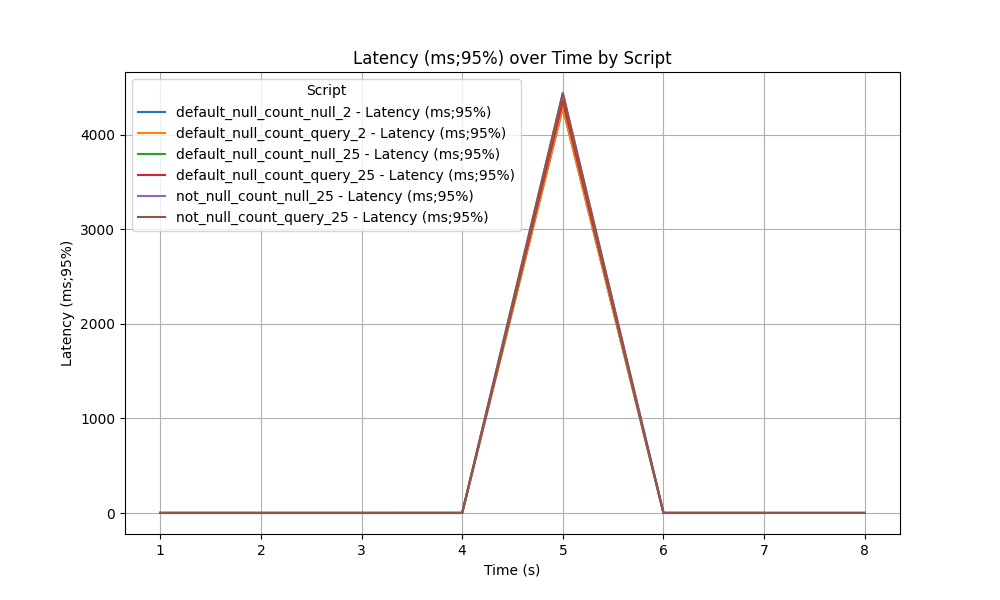 Latency (ms;95%) over Time by Script
Script
default_null_count_null_2 - Latency (ms;95%)
default_null_count_query_2 - Latency (ms;95%)
default_null_count_null_25 - Latency (ms;95%)
default_null_count_query_25 - Latency (ms;95%)
not_null_count_null_25 - Latency (ms;95%)
not_null_count_query_25 - Latency (ms;95%)
Latency (ms;95%)
4000
3000
2000
1000
0
1 2 3 4 5 6 7 8
Time (s)